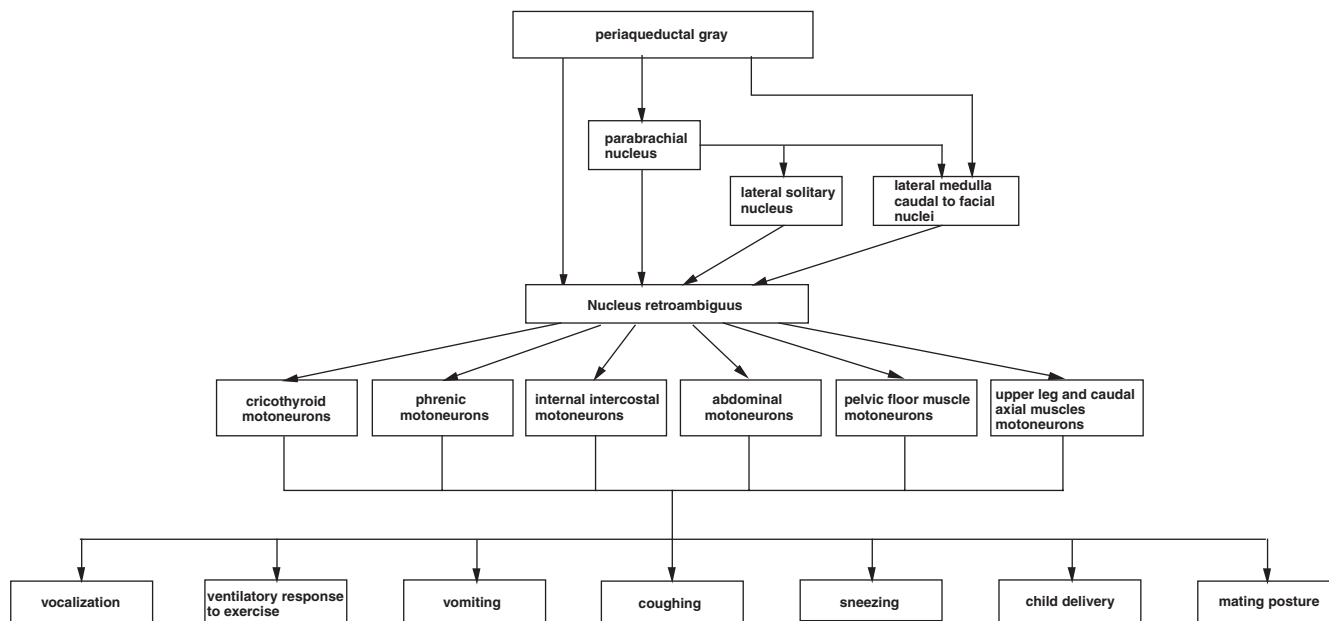 periaqueductal gray
parabrachial
nucleus
lateral solitary
nucleus
lateral medulla
caudal to facial
nuclei
Nucleus retroambiguus
cricothyroid
motoneurons
phrenic
motoneurons
internal intercostal
motoneurons
abdominal
motoneurons
pelvic floor muscle
motoneurons
upper leg and caudal
axial muscles
motoneurons
vocalization
ventilatory response
to exercise
vomiting
coughing
sneezing
child delivery
mating posture